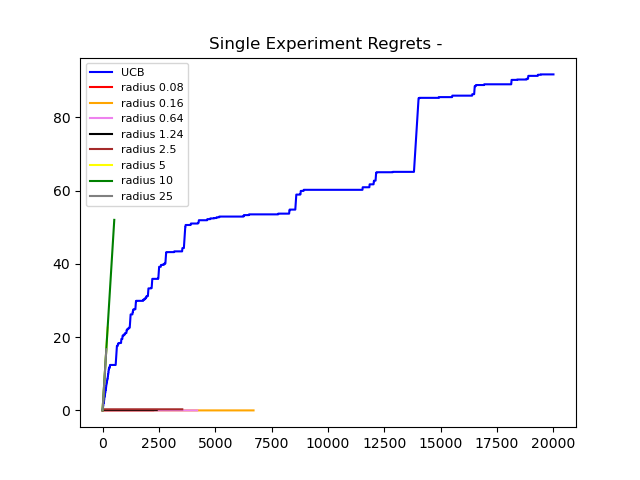 Single Experiment Regrets -
UCB
radius 0.08
radius 0.16
radius 0.64
radius 1.24
radius 2.5
radius 5
radius 10
radius 25
80
60
40
20
0
0 2500 5000 7500 10000 12500 15000 17500 20000